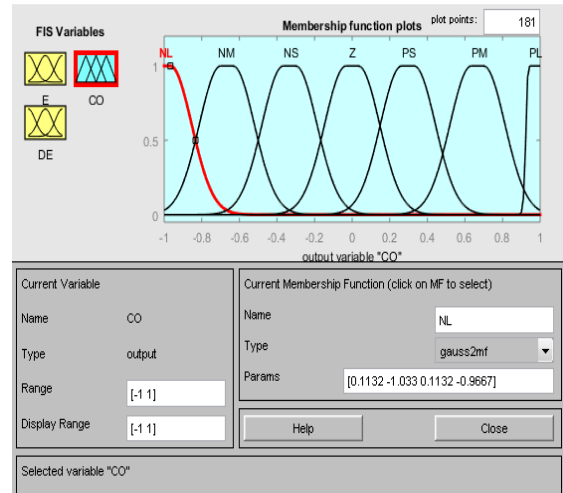 FIS Variables
Membership function plots
plot points:
181
E
CO
DE
NL
NM
NS
Z
PS
PM
PL
1
0.5
0
-1
-0.8
-0.6
-0.4
-0.2
0
0.2
0.4
0.6
0.8
1
output variable "CO"
Current Variable
Name
CO
Type
output
Range
[-1 1]
Display Range
[-1 1]
Current Membership Function (click on MF to select)
Name
NL
Type
gauss2mf
Params
[0.1132 -1.033 0.1132 -0.9667]
Help
Close
Selected variable "CO"